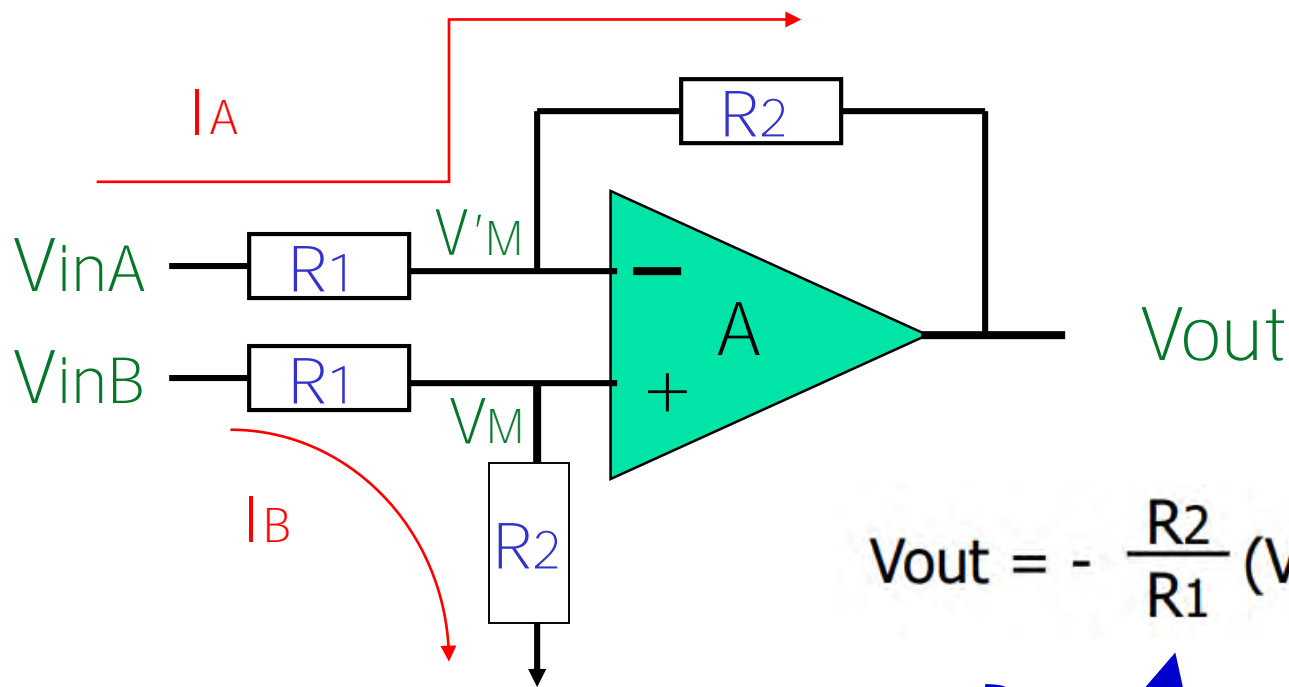 IA
R2
V'M
VinA
R1
-
A
Vout
VinB
R1
+
VM
IB
R2
Vout = - R2/R1 (V